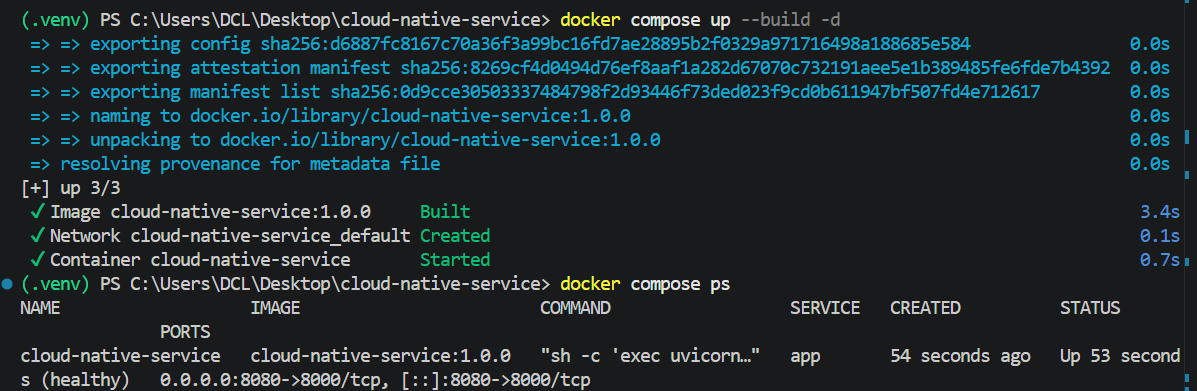 (.venv) PS C:\Users\DCL\Desktop\cloud-native-service> docker compose up --build -d
=> => exporting config sha256:d6887fc8167c70a36f3a99bc16fd7ae28895b2f0329a971716498a188685e584 0.0s
=> => exporting attestation manifest sha256:8269cf4d0494d76ef8aaf1a282d67070c732191aee5e1b389485fe6fde7b4392 0.0s
=> => exporting manifest list sha256:0d9cce30503337484798f2d93446f73ded023f9cd0b611947bf507fd4e712617 0.0s
=> => naming to docker.io/library/cloud-native-service:1.0.0 0.0s
=> => unpacking to docker.io/library/cloud-native-service:1.0.0 0.0s
=> resolving provenance for metadata file 0.0s
[+] up 3/3
✓ Image cloud-native-service:1.0.0 Built 3.4s
✓ Network cloud-native-service_default Created 0.1s
✓ Container cloud-native-service Started 0.7s
(.venv) PS C:\Users\DCL\Desktop\cloud-native-service> docker compose ps
NAME IMAGE COMMAND SERVICE CREATED STATUS
PORTS
cloud-native-service cloud-native-service:1.0.0 "sh -c 'exec uvicorn…" app 54 seconds ago Up 53 second
s (healthy) 0.0.0.0:8080->8000/tcp, [::]:8080->8000/tcp